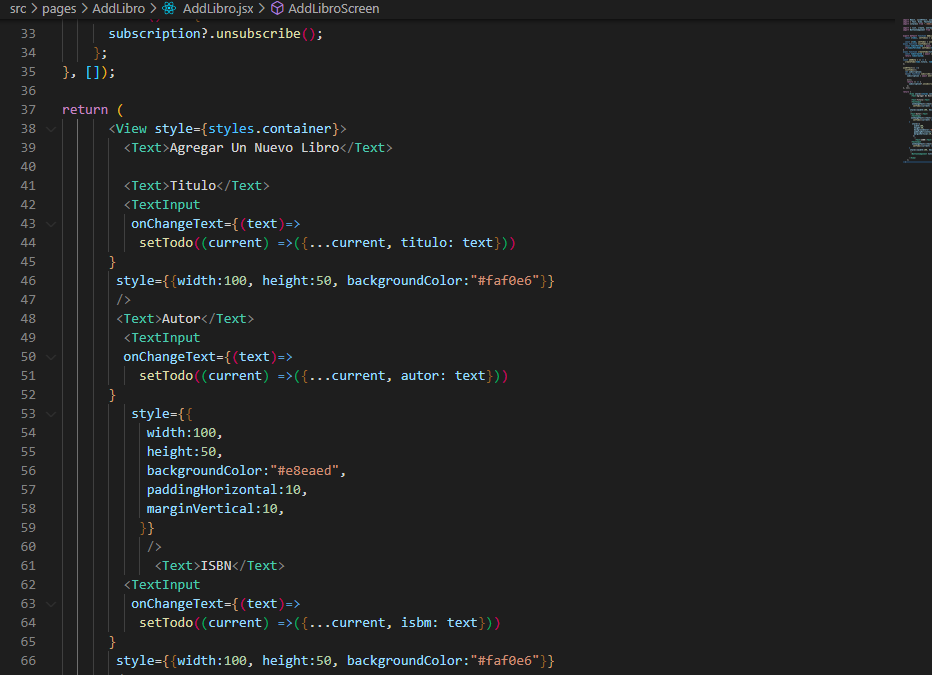 src > pages > AddLibro > AddLibro.jsx > AddLibroScreen
33 subscription?.unsubscribe();
34 };
35 }, []);
36
37 return (
38 <View style={styles.container}>
39 <Text>Agregar Un Nuevo Libro</Text>
40
41 <Text>Titulo</Text>
42 <TextInput
43 onChangeText={(text)=>
44 setTodo((current) =>({...current, titulo: text}))
45 }
46 style={{width:100, height:50, backgroundColor:"#faf0e6"}}
47 />
48 <Text>Autor</Text>
49 <TextInput
50 onChangeText={(text)=>
51 setTodo((current) =>({...current, autor: text}))
52 }
53 style={{
54 width:100,
55 height:50,
56 backgroundColor:"#e8eaed",
57 paddingHorizontal:10,
58 marginVertical:10,
59 }}
60 />
61 <Text>ISBN</Text>
62 <TextInput
63 onChangeText={(text)=>
64 setTodo((current) =>({...current, isbm: text}))
65 }
66 style={{width:100, height:50, backgroundColor:"#faf0e6"}}